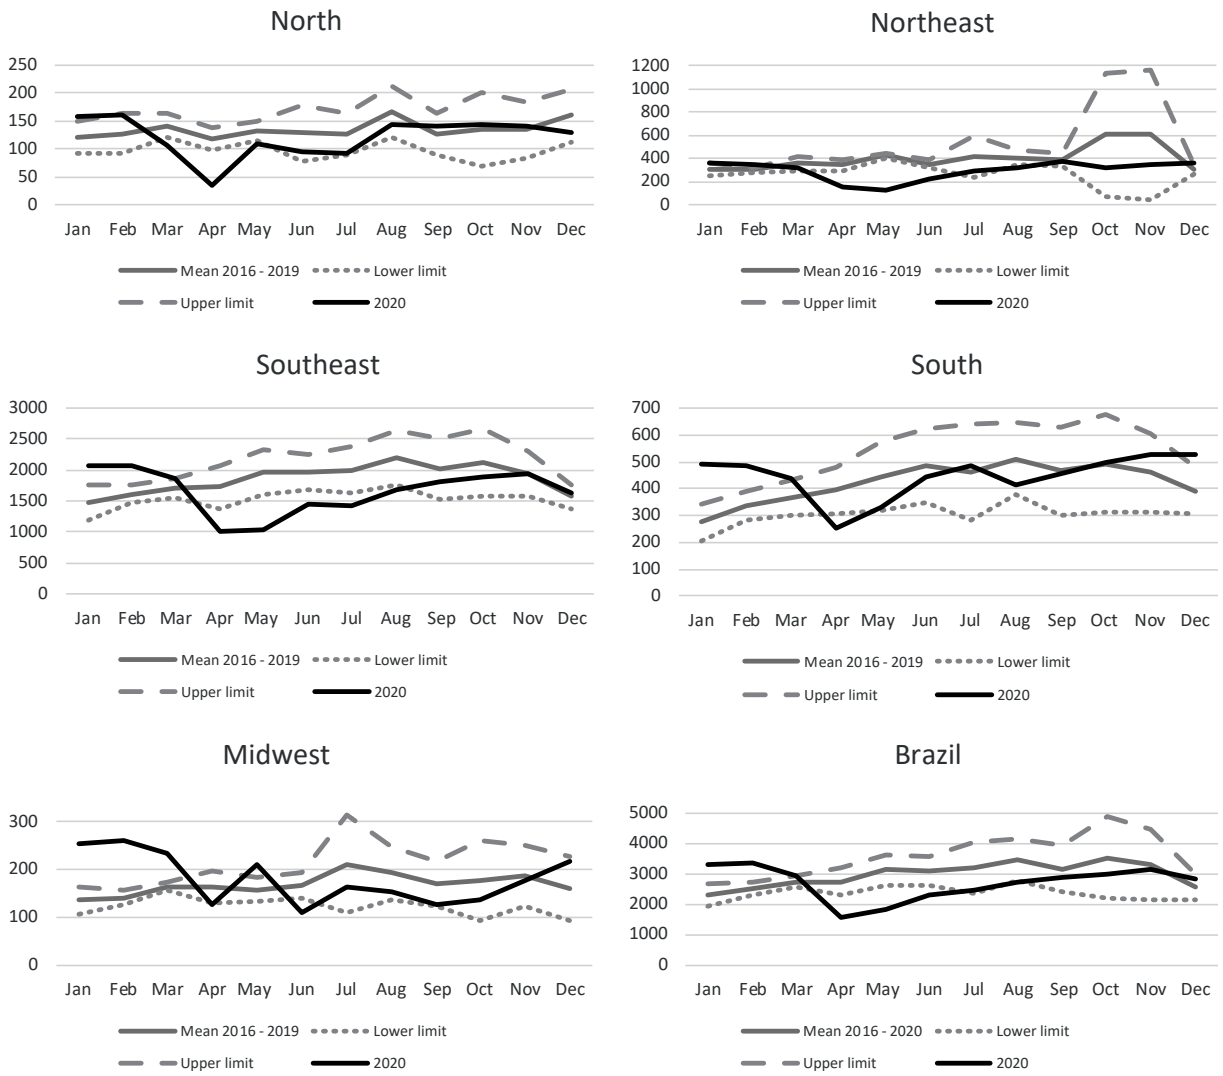 North
250
200
150
100
50
0
Jan Feb Mar Apr May Jun Jul Aug Sep Oct Nov Dec
Mean 2016 - 2019 Lower limit
Upper limit 2020
Northeast
1200
1000
800
600
400
200
0
Jan Feb Mar Apr May Jun Jul Aug Sep Oct Nov Dec
Mean 2016 - 2019 Lower limit
Upper limit 2020
Southeast
3000
2500
2000
1500
1000
500
0
Jan Feb Mar Apr May Jun Jul Aug Sep Oct Nov Dec
Mean 2016 - 2019 Lower limit
Upper limit 2020
South
700
600
500
400
300
200
100
0
Jan Feb Mar Apr May Jun Jul Aug Sep Oct Nov Dec
Mean 2016 - 2019 Lower limit
Upper limit 2020
Midwest
300
200
100
0
Jan Feb Mar Apr May Jun Jul Aug Sep Oct Nov Dec
Mean 2016 - 2019 Lower limit
Upper limit 2020
Brazil
5000
4000
3000
2000
1000
0
Jan Feb Mar Apr May Jun Jul Aug Sep Oct Nov Dec
Mean 2016 - 2020 Lower limit
Upper limit 2020